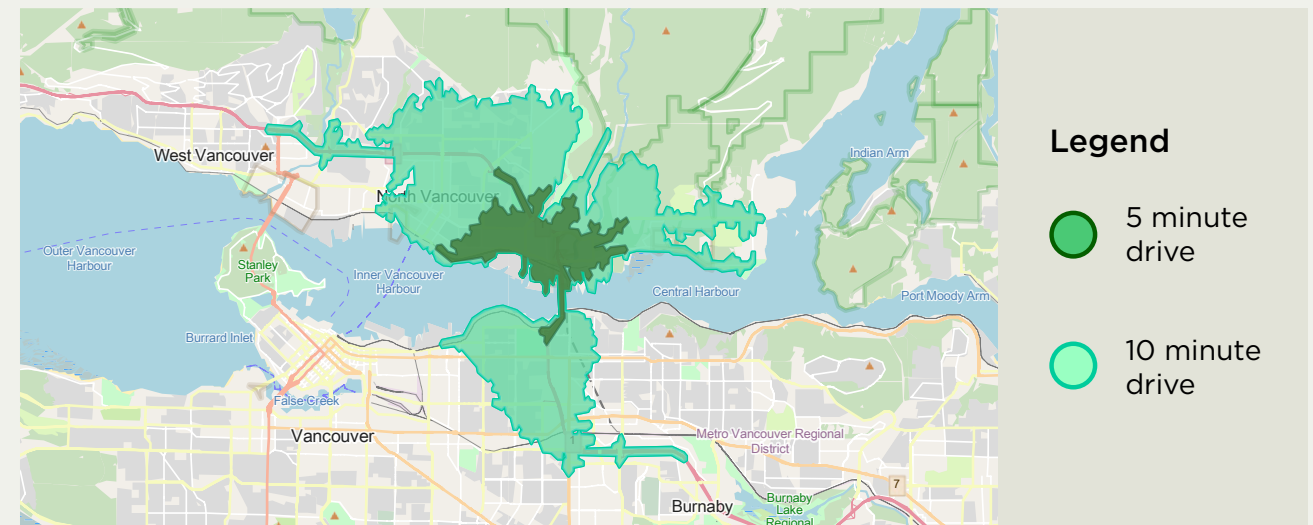 West Vancouver
Indian Arm
North Vancouver
Outer Vancouver
Harbour
Stanley
Park
Inner Vancouver
Harbour
Central Harbour
Port Moody Arm
Burrard Inlet
False Creek
Vancouver
Metro Vancouver Regional
District
1
7
Burnaby
Burnaby
Lake
Regional
Legend
5 minute
drive
10 minute
drive